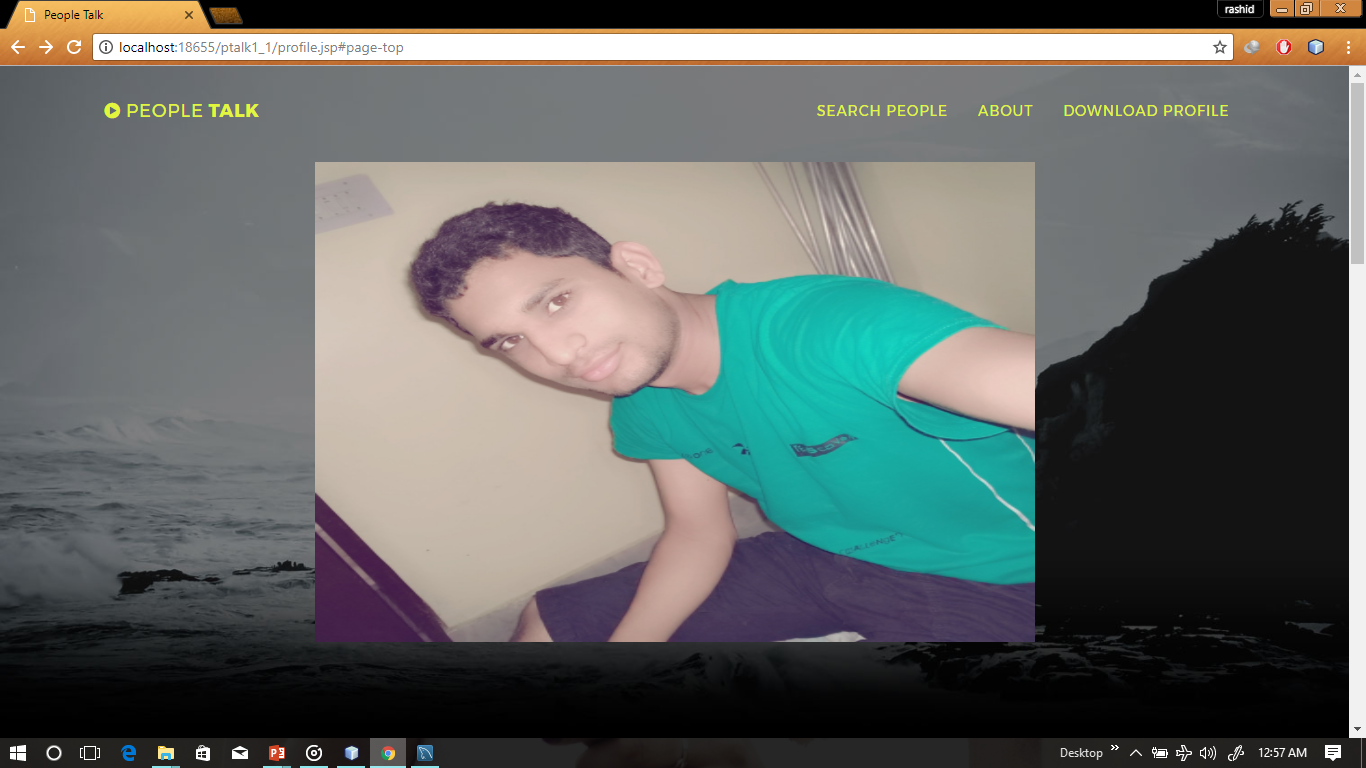 People Talk
rashid
localhost:18655/ptalk1_1/profile.jsp#page-top
PEOPLE TALK
SEARCH PEOPLE
ABOUT
DOWNLOAD PROFILE
Desktop
12:57 AM